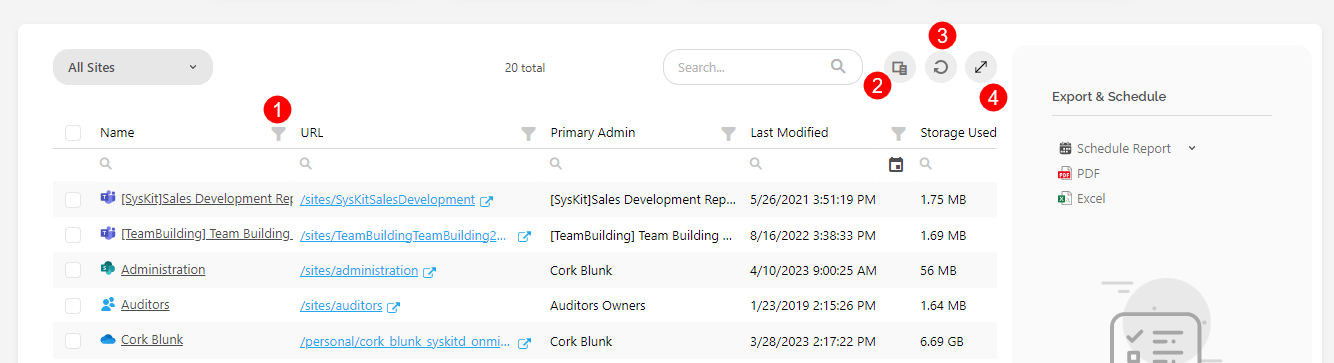 3
All Sites
20 total
Search...
2
4
Export & Schedule
1
Name
URL
Primary Admin
Last Modified
Storage Used
Schedule Report
PDF
Excel
[SysKit]Sales Development Rep
/sites/SysKitSalesDevelopment
[SysKit]Sales Development Rep...
5/26/2021 3:51:19 PM
1.75 MB
[TeamBuilding] Team Building
/sites/TeamBuildingTeamBuilding2...
[TeamBuilding] Team Building ...
8/16/2022 3:38:33 PM
1.69 MB
Administration
/sites/administration
Cork Blunk
4/10/2023 9:00:25 AM
56 MB
Auditors
/sites/auditors
Auditors Owners
1/23/2019 2:15:26 PM
1.64 MB
Cork Blunk
/personal/cork_blunk_syskitd_onmi...
Cork Blunk
3/28/2023 2:17:22 PM
6.69 GB